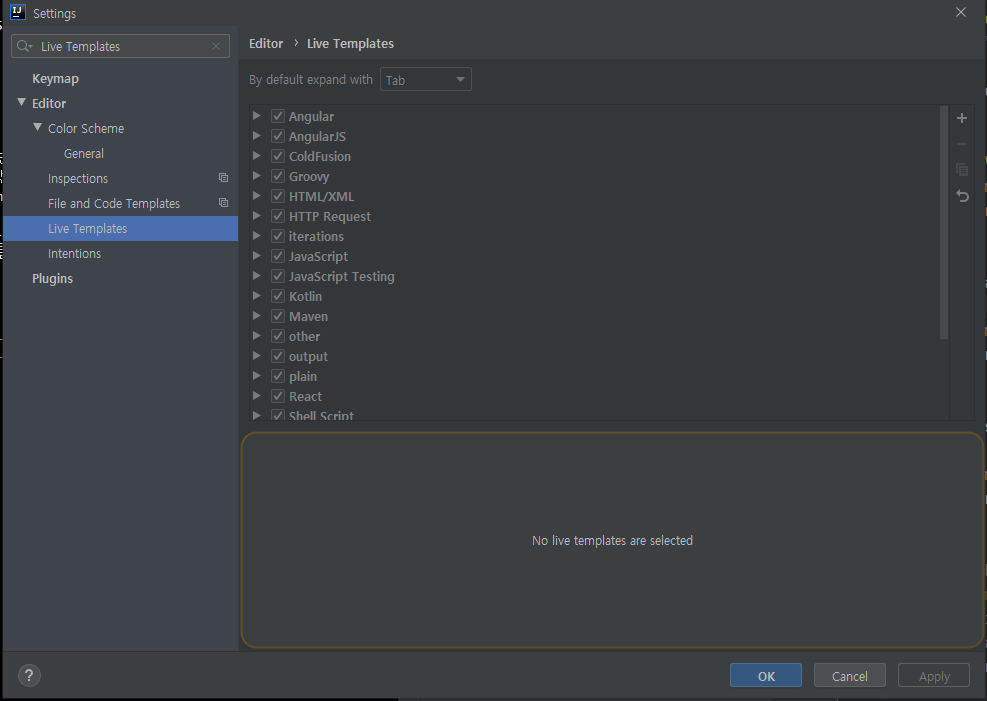 IJ
Settings
Live Templates
Keymap
Editor
Color Scheme
General
Inspections
File and Code Templates
Live Templates
Intentions
Plugins
Editor › Live Templates
By default expand with Tab
Angular
AngularJS
ColdFusion
Groovy
HTML/XML
HTTP Request
iterations
JavaScript
JavaScript Testing
Kotlin
Maven
other
output
plain
React
Shell Script
No live templates are selected
?
OK
Cancel
Apply